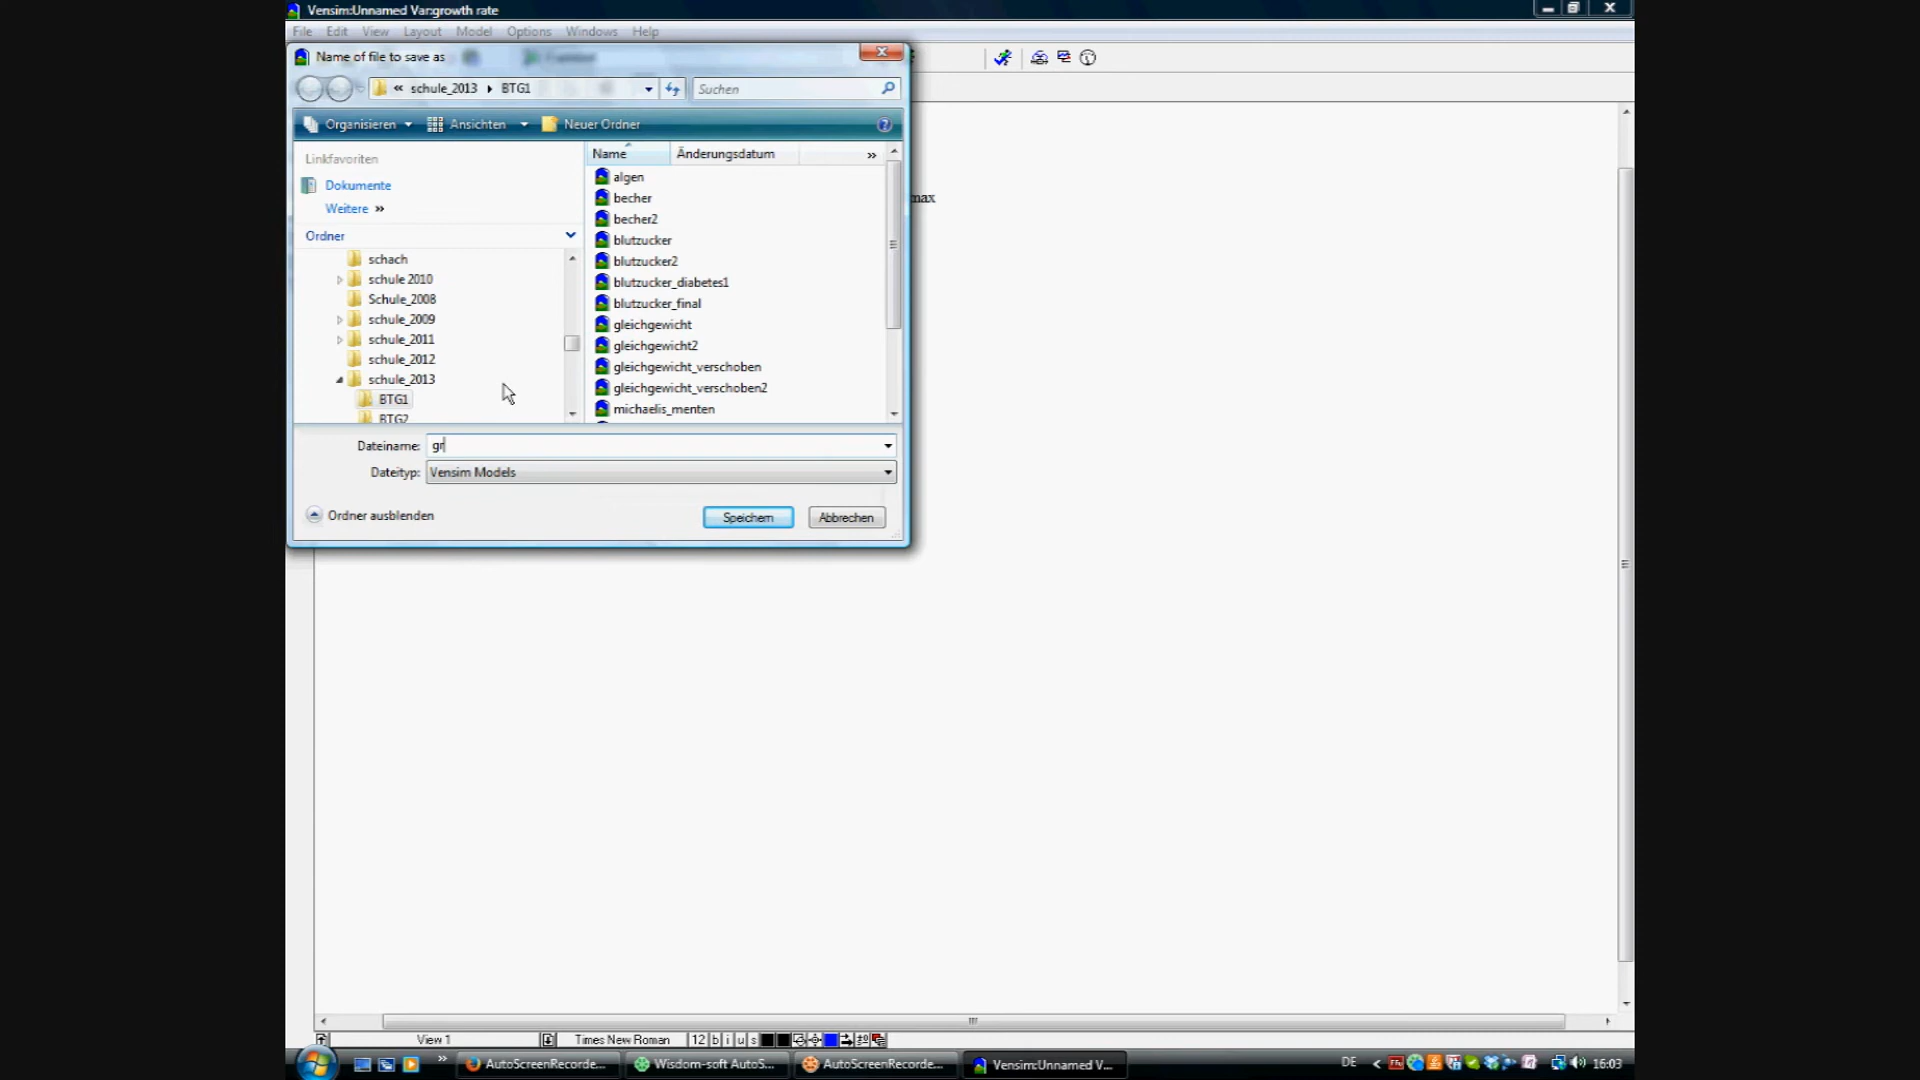 Vensim:Unnamed Var:growth rate
File Edit View Layout Model Options Windows Help
Name of file to save as
« schule_2013 BTG1
Suchen
Organisieren Ansichten Neuer Ordner
Linkfavoriten
Dokumente
Weitere »
Ordner
schach
schule 2010
Schule_2008
schule_2009
schule_2011
schule_2012
schule_2013
BTG1
BTG2
Name Änderungsdatum »
algen
becher
becher2
blutzucker
blutzucker2
blutzucker_diabetes1
blutzucker_final
gleichgewicht
gleichgewicht2
gleichgewicht_verschoben
gleichgewicht_verschoben2
michaelis_menten
max
Dateiname: gr
Dateityp: Vensim Models
Ordner ausblenden
Speichern Abbrechen
View 1 Times New Roman 12 b i u s
» AutoScreenRecorde... Wisdom-soft AutoS... AutoScreenRecorde... Vensim:Unnamed V... DE < 16:03